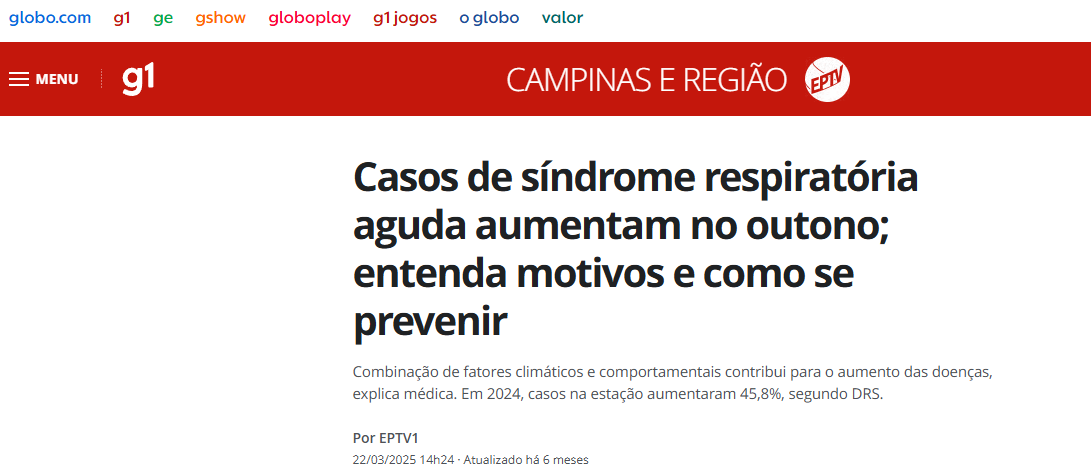 globo.com g1 ge gshow globoplay g1 jogos o globo valor
MENU g1 CAMPINAS E REGIÃO EPTV
Casos de síndrome respiratória
aguda aumentam no outono;
entenda motivos e como se
prevenir
Combinação de fatores climáticos e comportamentais contribui para o aumento das doenças,
explica médica. Em 2024, casos na estação aumentaram 45,8%, segundo DRS.
Por EPTV1
22/03/2025 14h24 · Atualizado há 6 meses